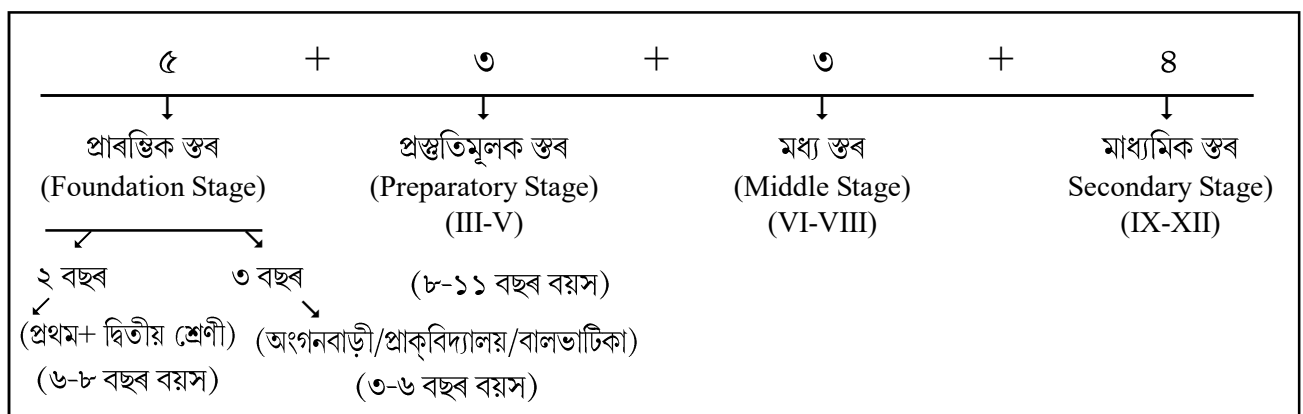 ৫ + ৩ + ৩ + ৪
প্ৰাৰম্ভিক স্তৰ প্ৰস্তুতিমূলক স্তৰ মধ্য স্তৰ মাধ্যমিক স্তৰ
(Foundation Stage) (Preparatory Stage) (Middle Stage) Secondary Stage)
(III-V) (VI-VIII) (IX-XII)
২ বছৰ ৩ বছৰ (৮-১১ বছৰ বয়স)
(প্ৰথম+ দ্বিতীয় শ্ৰেণী) (অংগনবাড়ী/প্ৰাক্‌বিদ্যালয়/বালভাটিকা)
(৬-৮ বছৰ বয়স) (৩-৬ বছৰ বয়স)